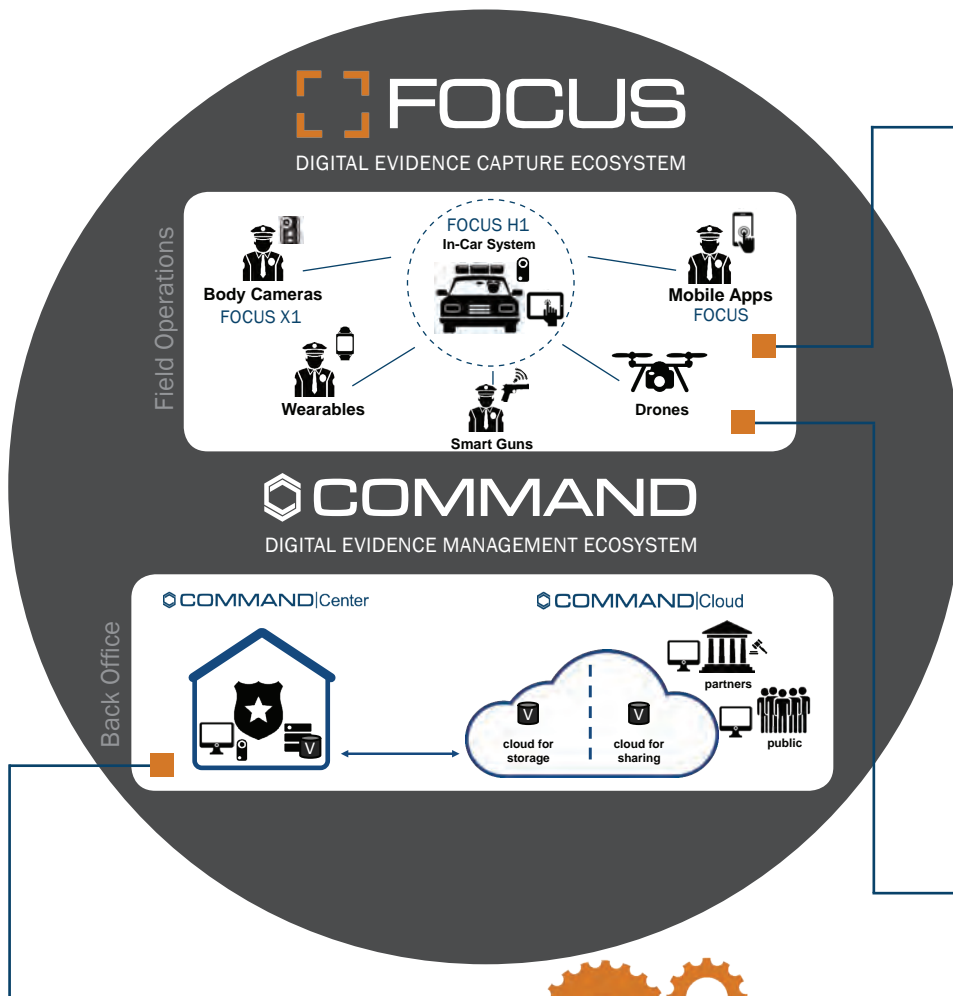 FOCUS
DIGITAL EVIDENCE CAPTURE ECOSYSTEM
Field Operations
FOCUS H1
In-Car System
Body Cameras
FOCUS X1
Mobile Apps
FOCUS
Wearables
Smart Guns
Drones
COMMAND
DIGITAL EVIDENCE MANAGEMENT ECOSYSTEM
Back Office
COMMAND|Center
COMMAND|Cloud
partners
public
V
V
V
cloud for
storage
cloud for
sharing